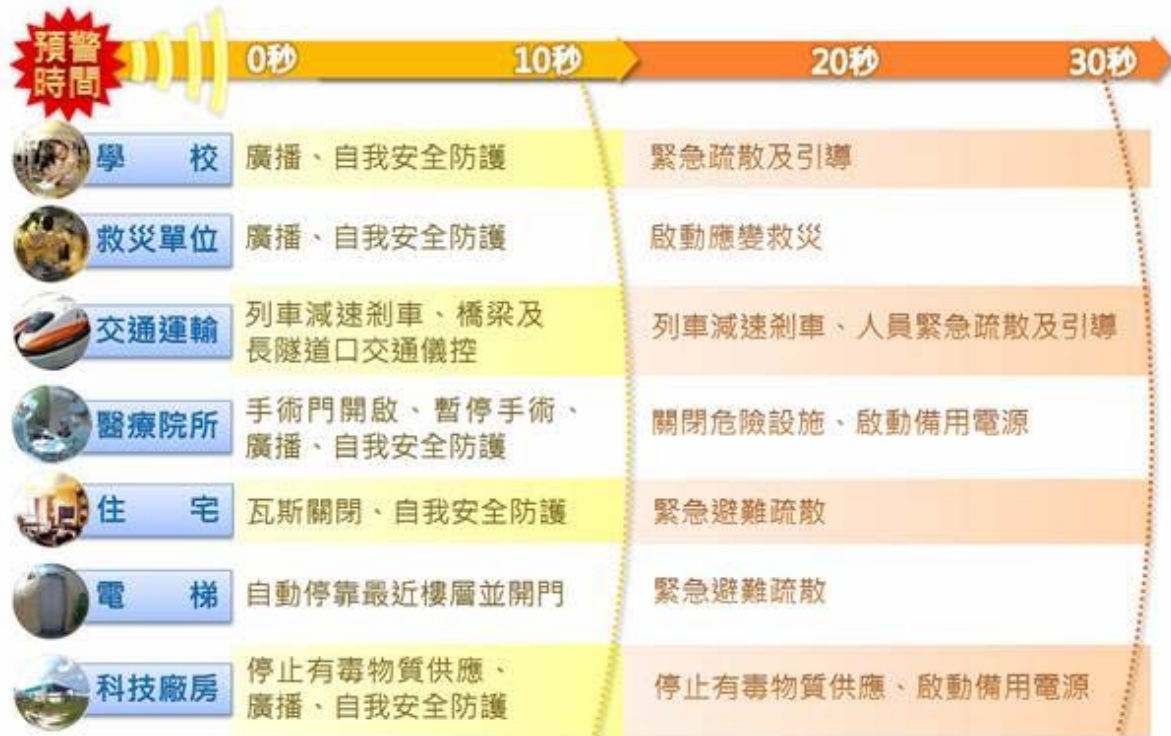 預警
時間
0秒 10秒 20秒 30秒
學 校 廣播、自我安全防護 緊急疏散及引導
救災單位 廣播、自我安全防護 啟動應變救災
交通運輸 列車減速剎車、橋梁及
長隧道口交通儀控 列車減速剎車、人員緊急疏散及引導
醫療院所 手術門開啟、暫停手術、
廣播、自我安全防護 關閉危險設施、啟動備用電源
住 宅 瓦斯關閉、自我安全防護 緊急避難疏散
電 梯 自動停靠最近樓層並開門 緊急避難疏散
科技廠房 停止有毒物質供應、
廣播、自我安全防護 停止有毒物質供應、啟動備用電源